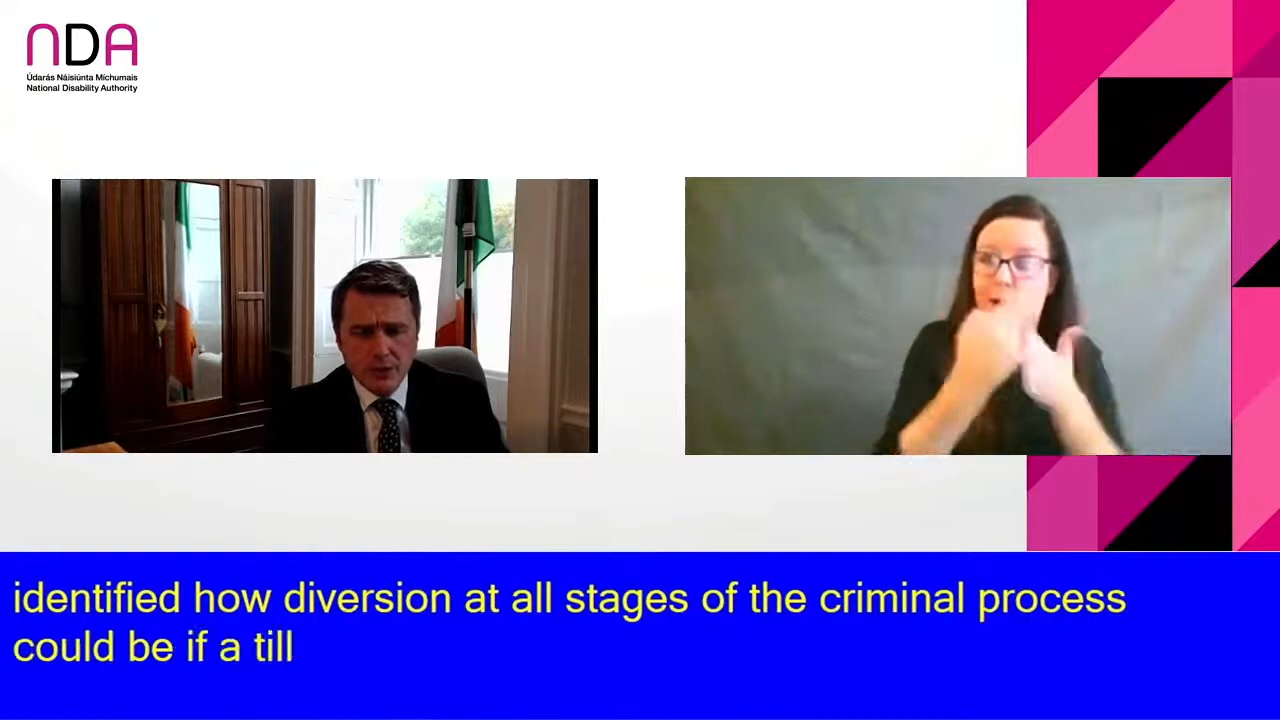 NDA
Údarás Náisiúnta Míchumais
National Disability Authority
identified how diversion at all stages of the criminal process
could be if a till